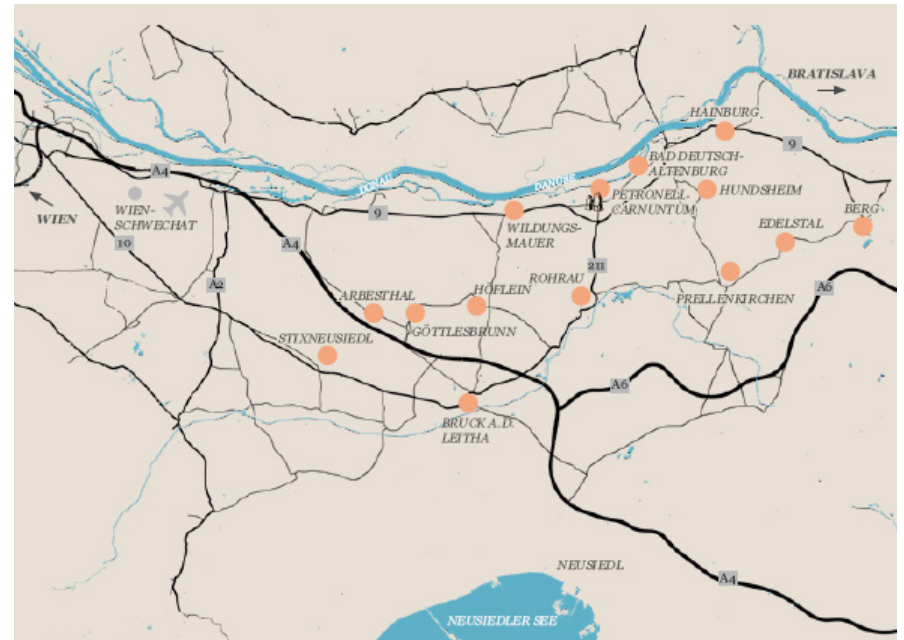 BRATISLAVA
HAINBURG
9
BAD DEUTSCH-
ALTENBURG
A4
DONAU
DANUBE
HUNDSHEIM
PETRONELL-
CARNUNTUM
WIEN
WIEN-
SCHWECHAT
9
WILDUNGS-
MAUER
EDELSTAL
BERG
10
A4
211
A2
ROHRAU
HÖFLEIN
ARBESTHAL
PRELLENKIRCHEN
A6
GÖTTLESBRUNN
STIXNEUSIEDL
A6
BRUCK A.D.
LEITHA
NEUSIEDL
A4
NEUSIEDLER SEE